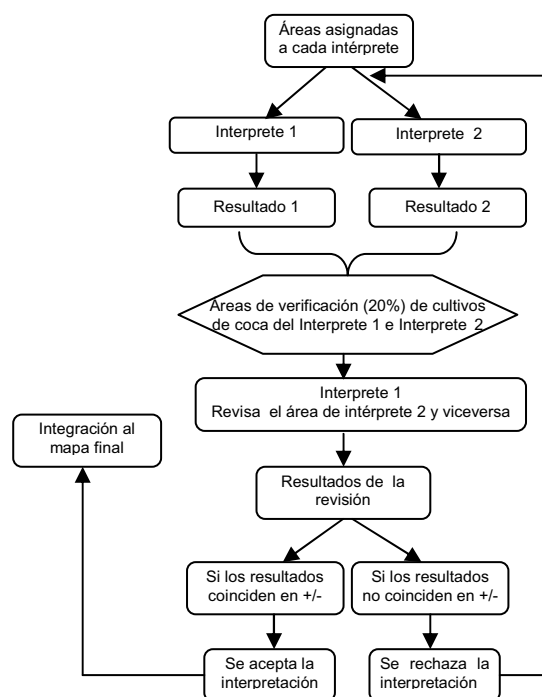 Áreas asignadas
a cada intérprete
Interprete 1
Interprete 2
Resultado 1
Resultado 2
Areas de verificación (20%) de cultivos
de coca del Interprete 1 e Interprete 2
Interprete 1
Revisa el área de intérprete 2 y viceversa
Integración al
mapa final
Resultados de la
revisión
Si los resultados
coinciden en +/-
Si los resultados
no coinciden en +/-
Se acepta la
interpretación
Se rechaza la
interpretación